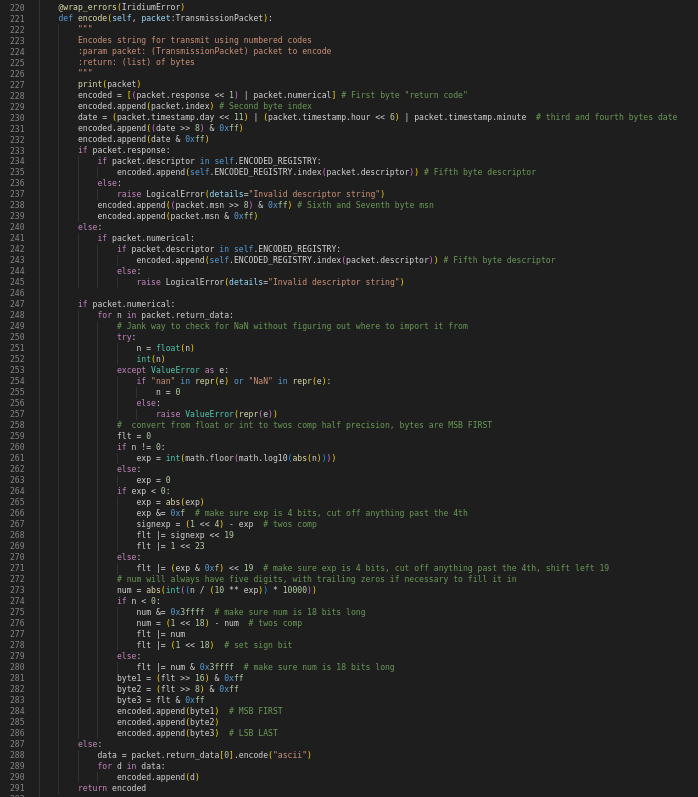 220 @wrap_errors(IridiumError)
221 def encode(self, packet:TransmissionPacket):
222 """
223 Encodes string for transmit using numbered codes
224 :param packet: (TransmissionPacket) packet to encode
225 :return: (list) of bytes
226 """
227 print(packet)
228 encoded = [(packet.response << 1) | packet.numerical] # First byte "return code"
229 encoded.append(packet.index) # Second byte index
230 date = (packet.timestamp.day << 11) | (packet.timestamp.hour << 6) | packet.timestamp.minute  # third and fourth bytes date
231 encoded.append((date >> 8) & 0xff)
232 encoded.append(date & 0xff)
233 if packet.response:
234 if packet.descriptor in self.ENCODED_REGISTRY:
235 encoded.append(self.ENCODED_REGISTRY.index(packet.descriptor)) # Fifth byte descriptor
236 else:
237 raise LogicalError(details="Invalid descriptor string")
238 encoded.append((packet.msn >> 8) & 0xff) # Sixth and Seventh byte msn
239 encoded.append(packet.msn & 0xff)
240 else:
241 if packet.numerical:
242 if packet.descriptor in self.ENCODED_REGISTRY:
243 encoded.append(self.ENCODED_REGISTRY.index(packet.descriptor)) # Fifth byte descriptor
244 else:
245 raise LogicalError(details="Invalid descriptor string")
246
247 if packet.numerical:
248 for n in packet.return_data:
249 # Jank way to check for NaN without figuring out where to import it from
250 try:
251 n = float(n)
252 int(n)
253 except ValueError as e:
254 if "nan" in repr(e) or "NaN" in repr(e):
255 n = 0
256 else:
257 raise ValueError(repr(e))
258 #  convert from float or int to twos comp half precision, bytes are MSB FIRST
259 flt = 0
260 if n != 0:
261 exp = int(math.floor(math.log10(abs(n))))
262 else:
263 exp = 0
264 if exp < 0:
265 exp = abs(exp)
266 exp &= 0xf  # make sure exp is 4 bits, cut off anything past the 4th
267 signexp = (1 << 4) - exp  # twos comp
268 flt |= signexp << 19
269 flt |= 1 << 23
270 else:
271 flt |= (exp & 0xf) << 19  # make sure exp is 4 bits, cut off anything past the 4th, shift left 19
272 # num will always have five digits, with trailing zeros if necessary to fill it in
273 num = abs(int((n / (10 ** exp)) * 10000))
274 if n < 0:
275 num &= 0x3ffff  # make sure num is 18 bits long
276 num = (1 << 18) - num  # twos comp
277 flt |= num
278 flt |= (1 << 18)  # set sign bit
279 else:
280 flt |= num & 0x3ffff  # make sure num is 18 bits long
281 byte1 = (flt >> 16) & 0xff
282 byte2 = (flt >> 8) & 0xff
283 byte3 = flt & 0xff
284 encoded.append(byte1)  # MSB FIRST
285 encoded.append(byte2)
286 encoded.append(byte3)  # LSB LAST
287 else:
288 data = packet.return_data[0].encode("ascii")
289 for d in data:
290 encoded.append(d)
291 return encoded